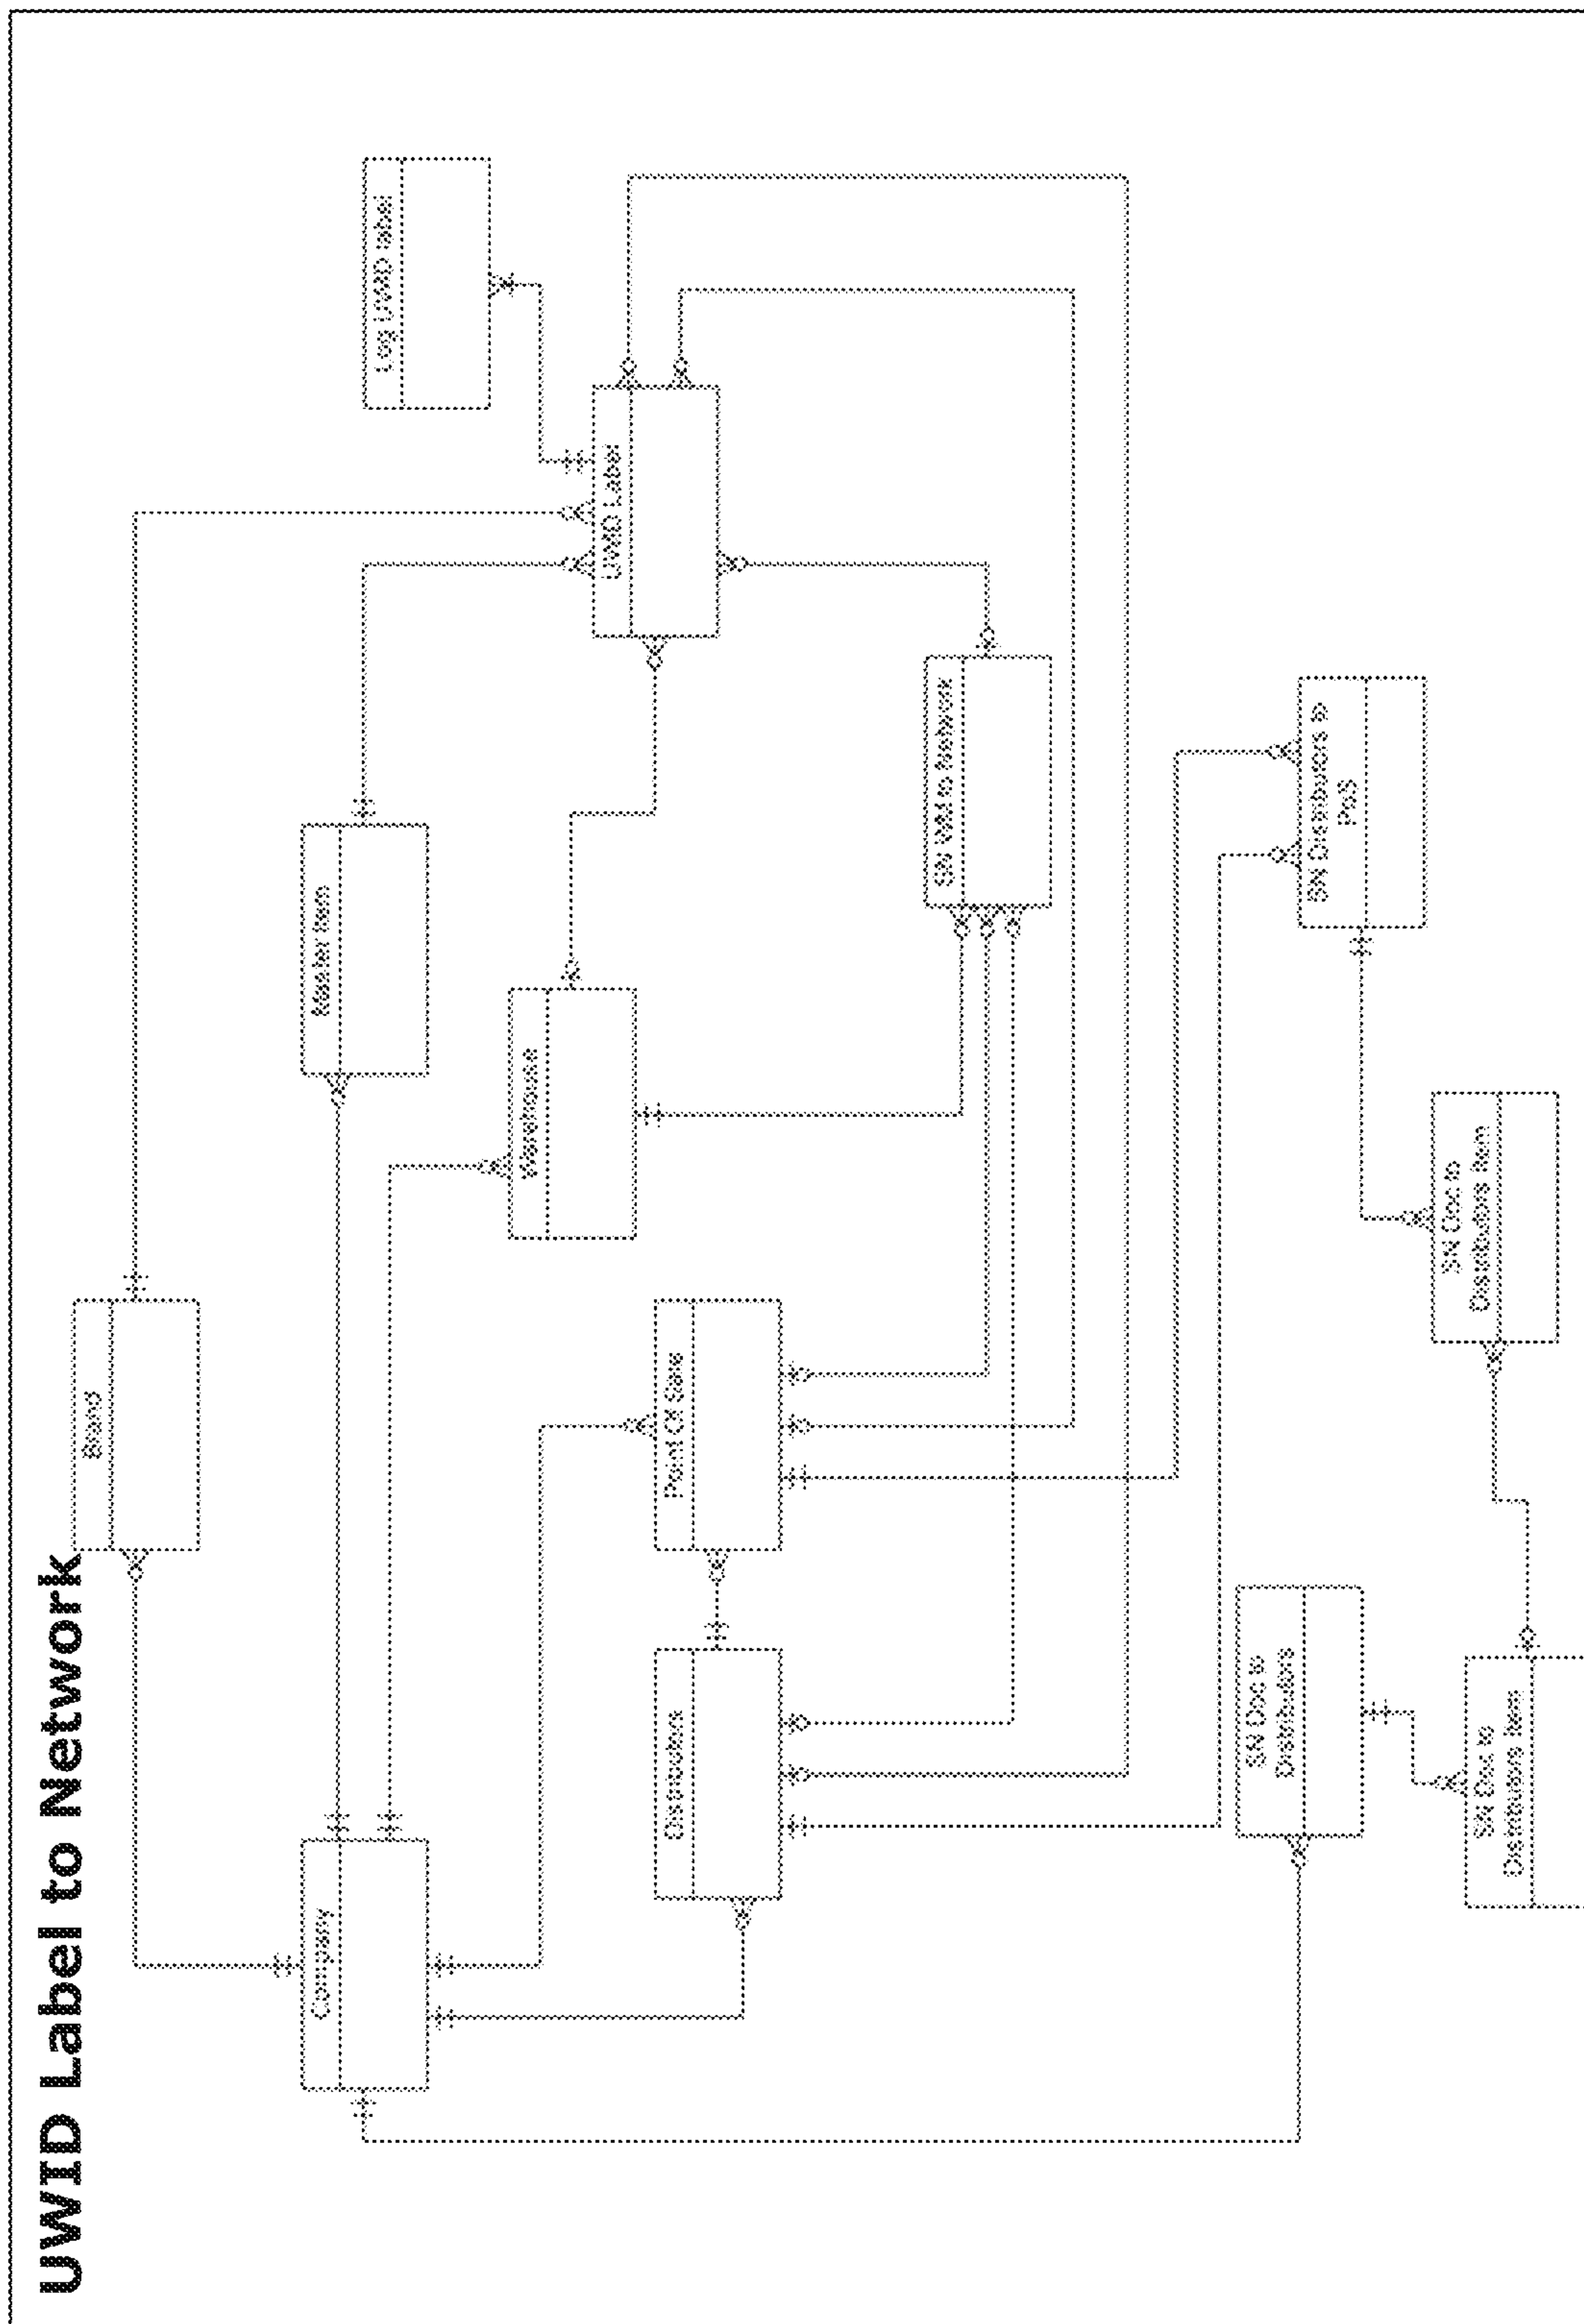 UWID Label to Network
Brand
Company
Master Item
Log UWID label
Warehouse
UWID Label
Point Of Sale
Distributors
SN WH to Network
SN Doc to
Distributors
SN Distributors to
PoS
SN Doc to
Distributors Item
SN Doc to
Distributors Item